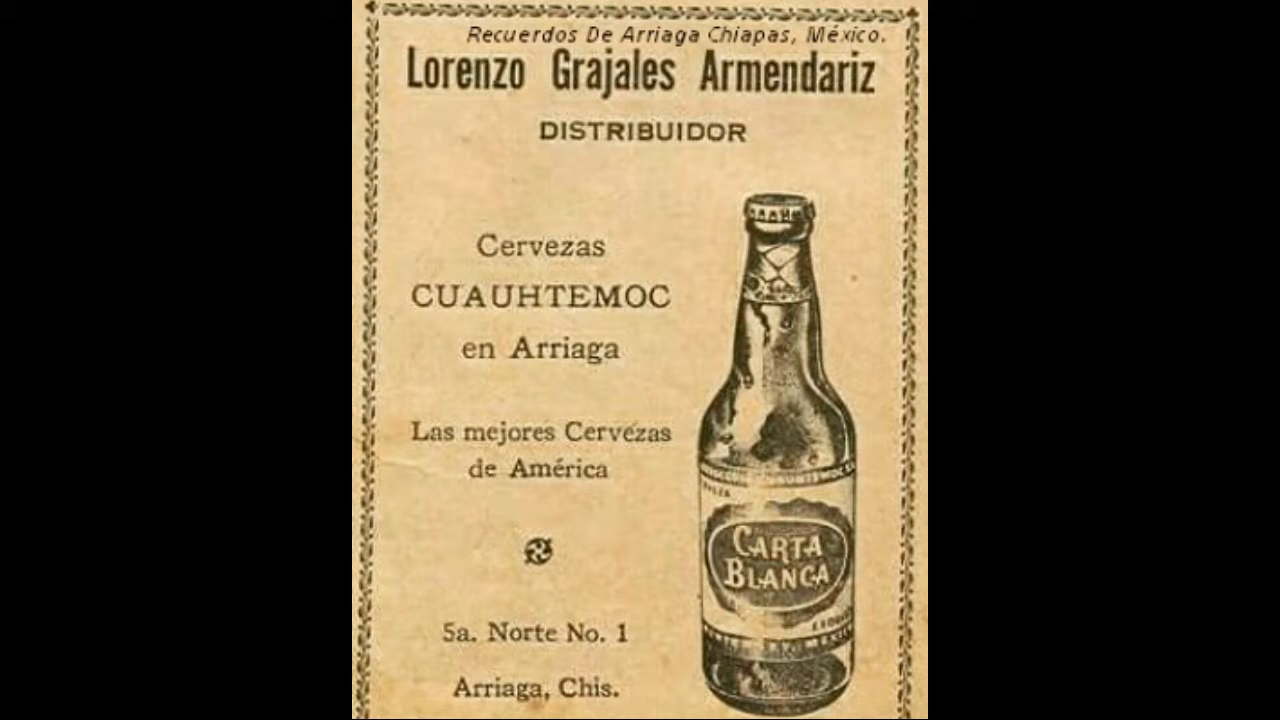 Recuerdos De Arriaga Chiapas, México.
Lorenzo Grajales Armendariz
DISTRIBUIDOR
Cervezas
CUAUHTEMOC
en Arriaga
Las mejores Cervezas
de América
CARTA
BLANCA
5a. Norte No. 1
Arriaga, Chis.